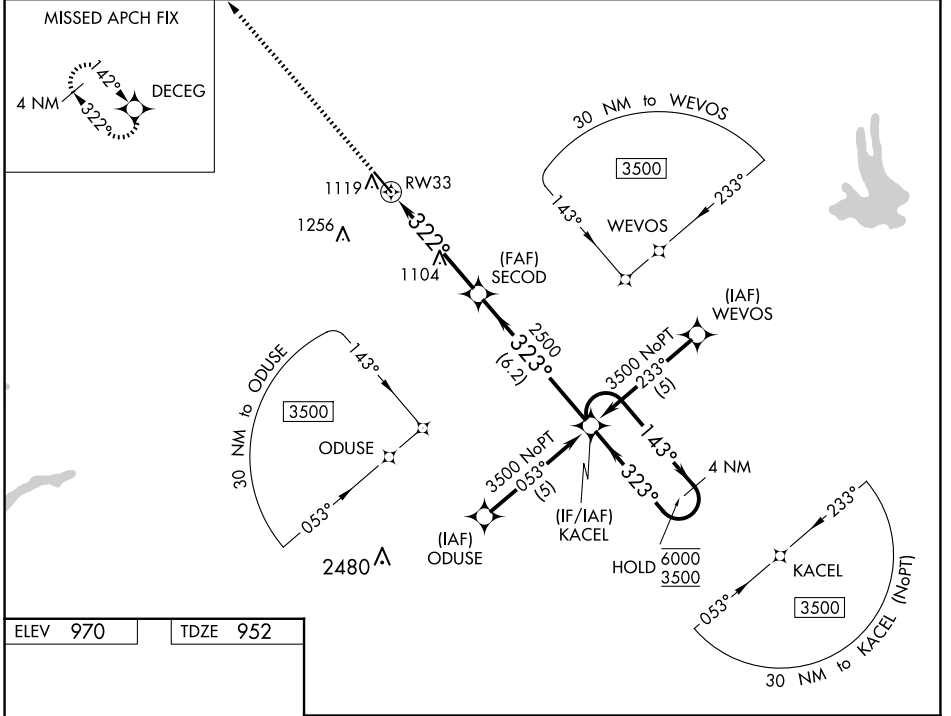 MISSED APCH FIX
4 NM
142°
322°
DECEG
30 NM to WEVOS
3500
143°
233°
WEVOS
1119
RW33
1256
322°
1104
(FAF)
SECOD
(IAF)
WEVOS
2500
323°
(6.2)
3500 NoPT
233°
(5)
30 NM to ODUSE
143°
3500
ODUSE
053°
3500 NoPT
053°
(5)
143°
323°
4 NM
(IAF)
ODUSE
(IF/IAF)
KACEL
HOLD
6000
3500
2480
233°
KACEL
053°
3500
30 NM to KACEL (NoPT)
ELEV 970
TDZE 952